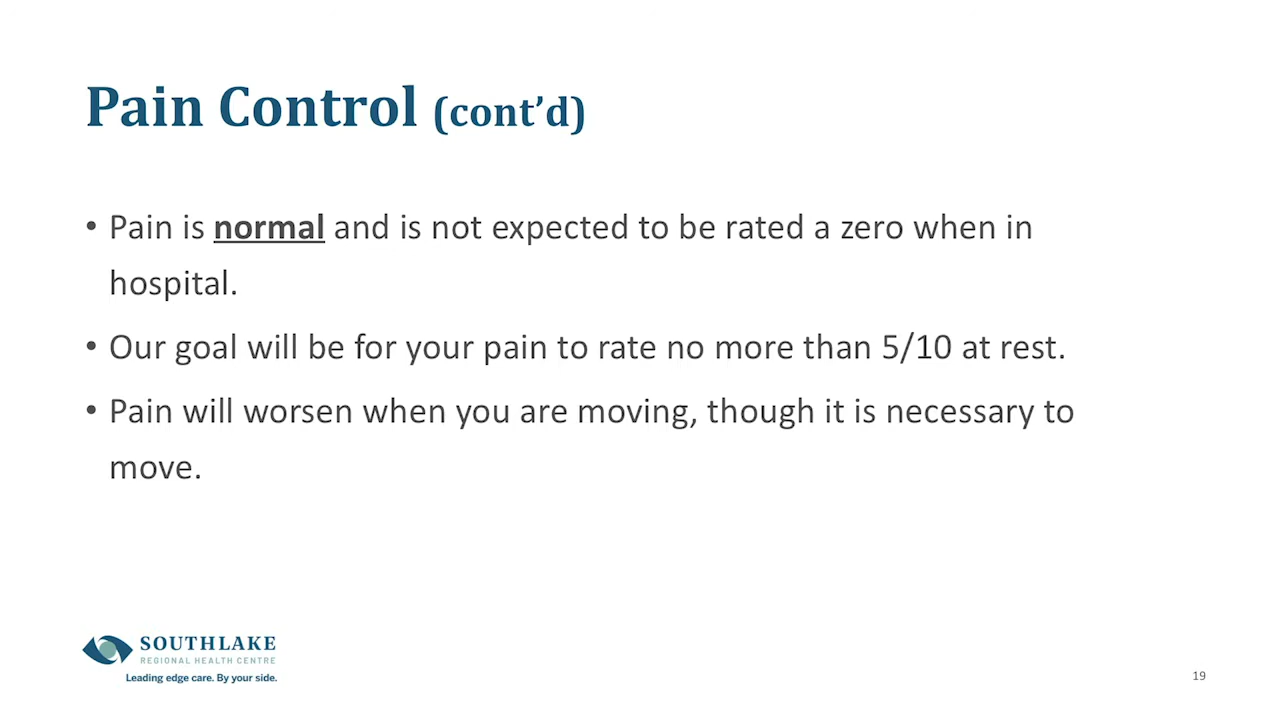 Pain Control (cont’d)
• Pain is normal and is not expected to be rated a zero when in
hospital.
• Our goal will be for your pain to rate no more than 5/10 at rest.
• Pain will worsen when you are moving, though it is necessary to
move.
SOUTHLAKE
REGIONAL HEALTH CENTRE
Leading edge care. By your side.
19